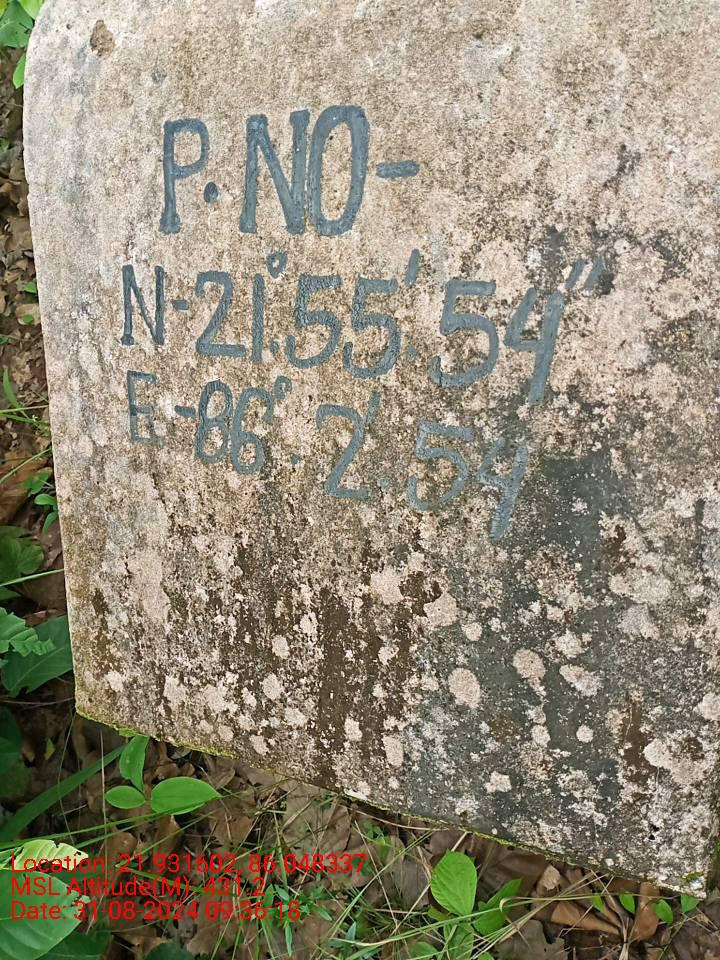 P. NO-
N-21°.55'.54"
E-86°.2'.54
Location: 21.931602, 86.048337
MSL Altitude(M): 431.2
Date: 31-08-2024 09:36:18